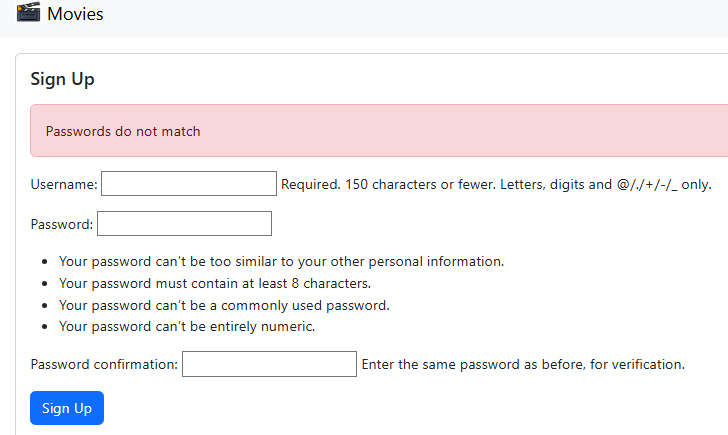 Movies
Sign Up
Passwords do not match
Username: Required. 150 characters or fewer. Letters, digits and @/./+/-/_ only.
Password:
• Your password can’t be too similar to your other personal information.
• Your password must contain at least 8 characters.
• Your password can’t be a commonly used password.
• Your password can’t be entirely numeric.
Password confirmation: Enter the same password as before, for verification.
Sign Up